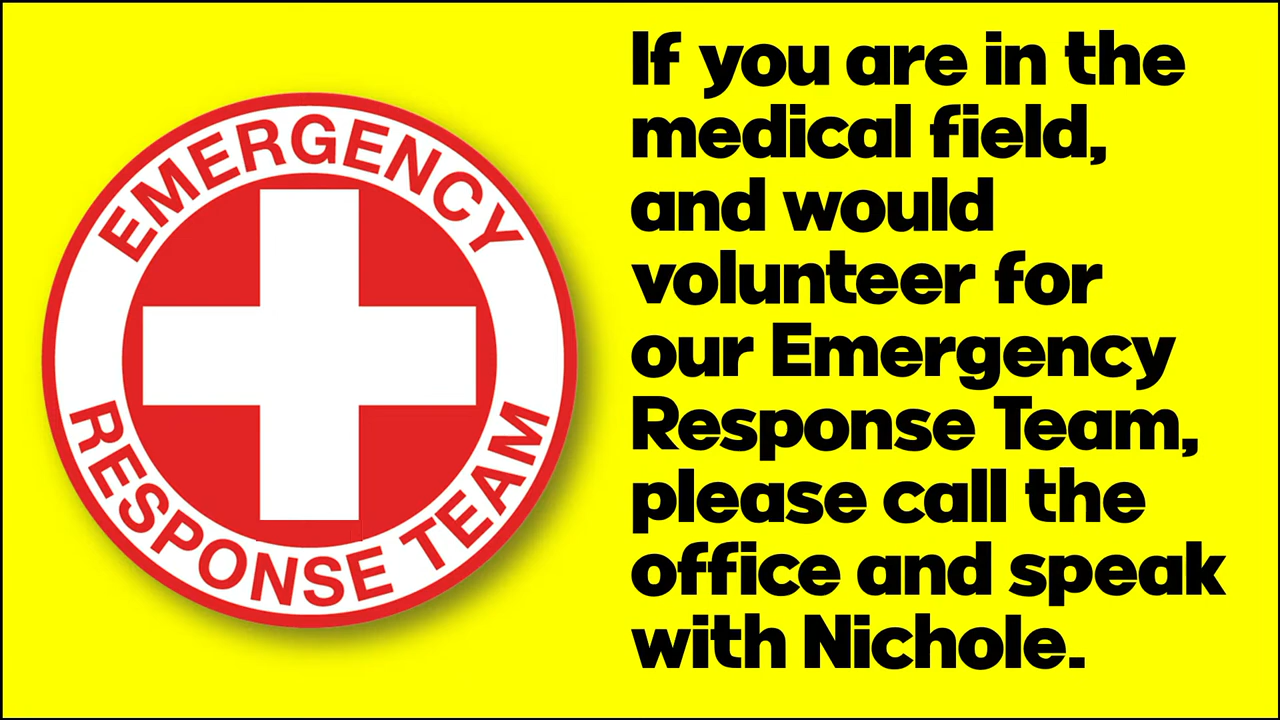 EMERGENCY
RESPONSE TEAM
If you are in the
medical field,
and would
volunteer for
our Emergency
Response Team,
please call the
office and speak
with Nichole.